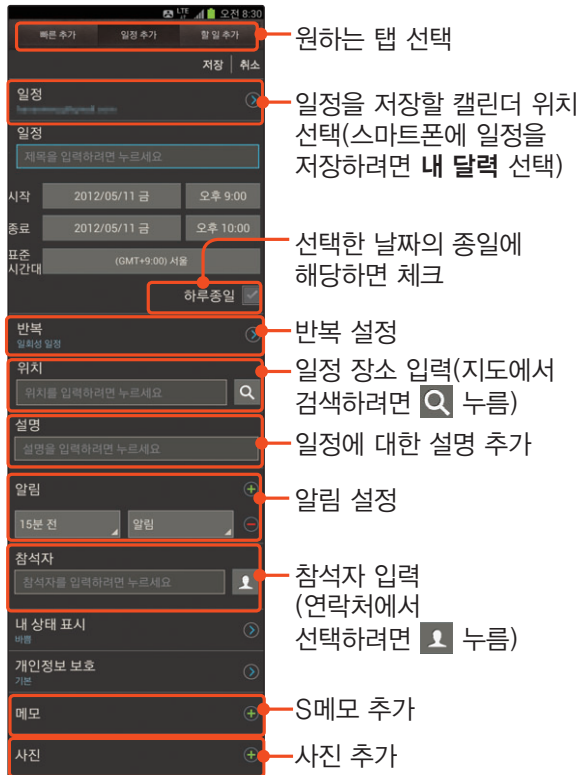 LTE 오전 8:30
빠른 추가 일정 추가 할 일 추가
원하는 탭 선택
저장 취소
일정
일정을 저장할 캘린더 위치
선택(스마트폰에 일정을
저장하려면 내 달력 선택)
일정
제목을 입력하려면 누르세요
시작 2012/05/11 금 오후 9:00
종료 2012/05/11 금 오후 10:00
표준
시간대
(GMT+9:00) 서울
선택한 날짜의 종일에
해당하면 체크
하루종일
반복
일회성 일정
반복 설정
위치
위치를 입력하려면 누르세요
일정 장소 입력(지도에서
검색하려면 누름)
설명
설명을 입력하려면 누르세요
일정에 대한 설명 추가
알림
15분 전 알림
알림 설정
참석자
참석자를 입력하려면 누르세요
참석자 입력
(연락처에서
선택하려면 누름)
내 상태 표시
바쁨
개인정보 보호
기본
메모
S메모 추가
사진
사진 추가